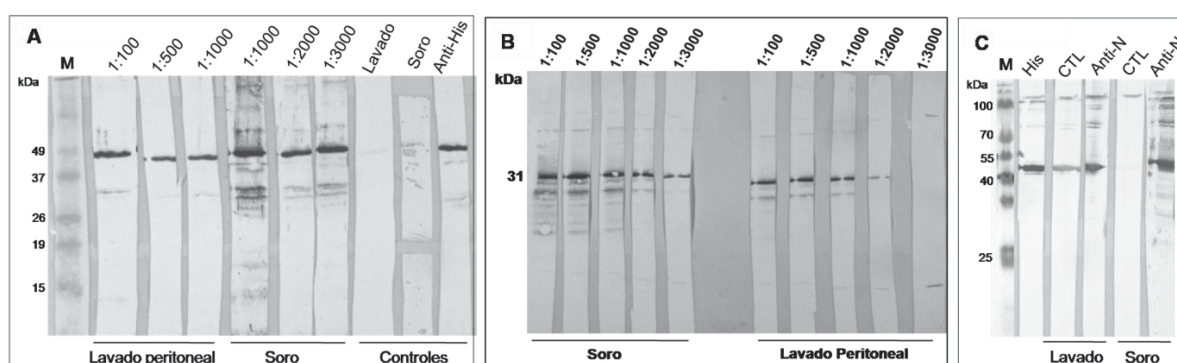 A
M 1:100 1:500 1:1000 1:1000 1:2000 1:3000 Lavado Soro Anti-His
kDa
49
37
26
19
15
Lavado peritoneal Soro Controles
B
1:100 1:500 1:1000 1:2000 1:3000 1:100 1:500 1:1000 1:2000 1:3000
kDa
31
Soro Lavado Peritoneal
C
M His CTL Anti-N CTL Anti-N
kDa
100
70
55
40
25
Lavado Soro